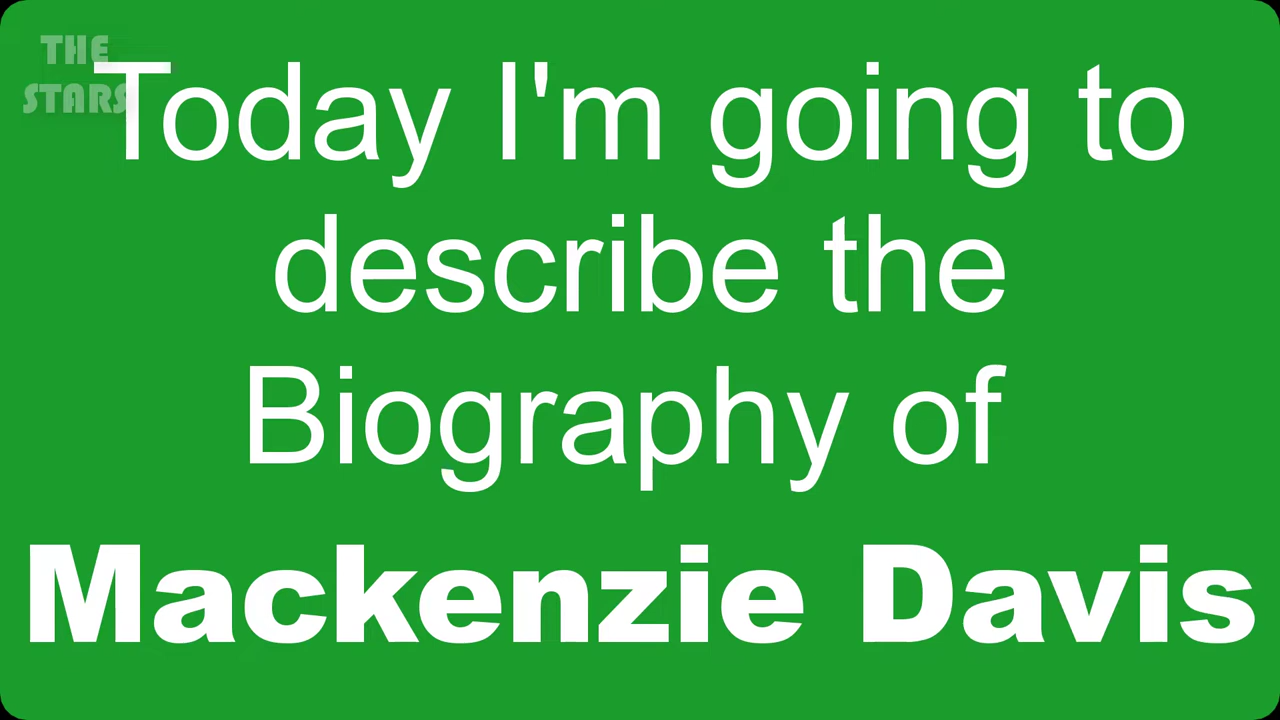 THE
STARS
Today I'm going to
describe the
Biography of
Mackenzie Davis